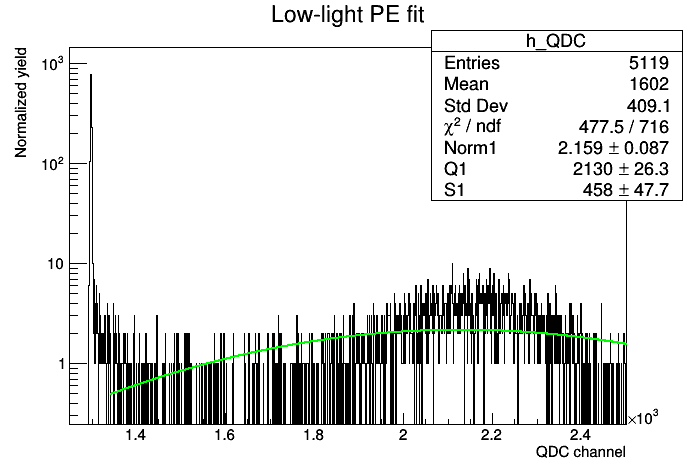 Low-light PE fit
h_QDC
Entries 5119
Mean 1602
Std Dev 409.1
χ² / ndf 477.5 / 716
Norm1 2.159 ± 0.087
Q1 2130 ± 26.3
S1 458 ± 47.7
Normalized yield
10³
10²
10
1
1.4 1.6 1.8 2 2.2 2.4
×10³
QDC channel